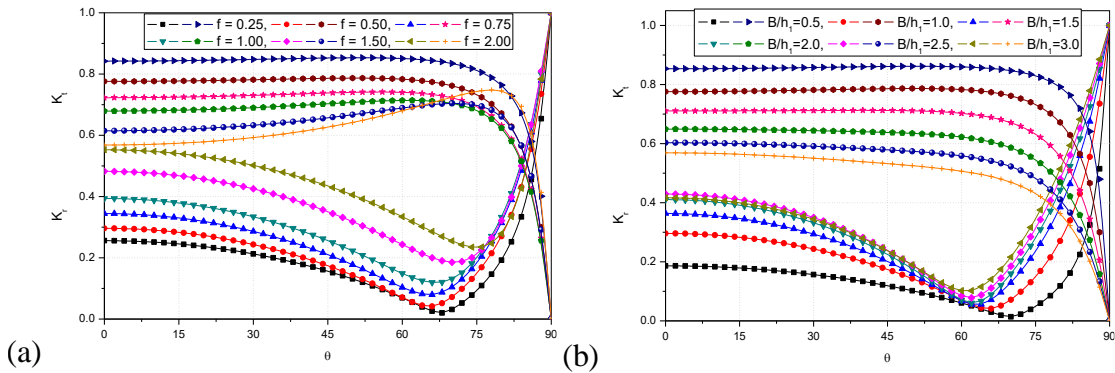 f = 0.25, f = 0.50, f = 0.75
f = 1.00, f = 1.50, f = 2.00
1.0
0.8
0.6
0.4
0.2
0.0
K_t
K_r
0 15 30 45 60 75 90
θ
(a)
B/h_1=0.5, B/h_1=1.0, B/h_1=1.5
B/h_1=2.0, B/h_1=2.5, B/h_1=3.0
1.0
0.8
0.6
0.4
0.2
0.0
K_t
K_r
0 15 30 45 60 75 90
θ
(b)